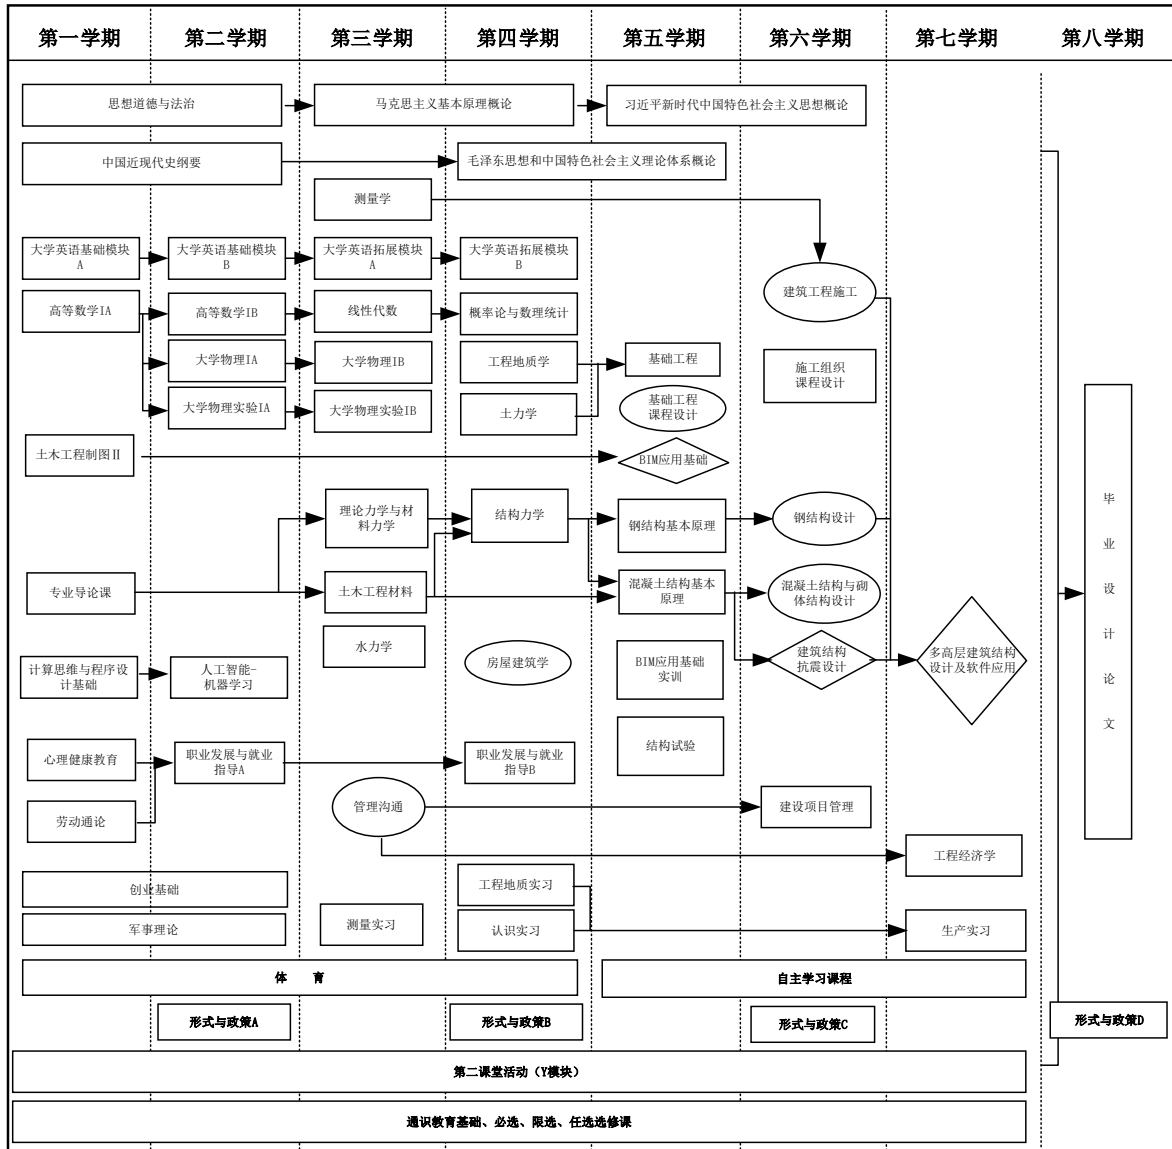 第一学期
第二学期
第三学期
第四学期
第五学期
第六学期
第七学期
第八学期
思想道德与法治
马克思主义基本原理概论
习近平新时代中国特色社会主义思想概论
中国近现代史纲要
毛泽东思想和中国特色社会主义理论体系概论
测量学
大学英语基础模块
A
大学英语基础模块
B
大学英语拓展模块
A
大学英语拓展模块
B
建筑工程施工
高等数学IA
高等数学IB
线性代数
概率论与数理统计
大学物理IA
大学物理IB
工程地质学
基础工程
施工组织
课程设计
大学物理实验IA
大学物理实验IB
土力学
基础工程
课程设计
土木工程制图Ⅱ
BIM应用基础
理论力学与材
料力学
结构力学
钢结构基本原理
钢结构设计
专业导论课
土木工程材料
混凝土结构基本
原理
混凝土结构与砌
体结构设计
水力学
房屋建筑学
BIM应用基础
实训
建筑结构
抗震设计
多高层建筑结构
设计及软件应用
计算思维与程序设
计基础
人工智能-
机器学习
结构试验
心理健康教育
职业发展与就业
指导A
职业发展与就业
指导B
劳动通论
管理沟通
建设项目管理
工程经济学
创业基础
工程地质实习
军事理论
测量实习
认识实习
生产实习
体 育
自主学习课程
形式与政策A
形式与政策B
形式与政策C
形式与政策D
第二课堂活动（Y模块）
通识教育基础、必选、限选、任选选修课
毕
业
设
计
论
文